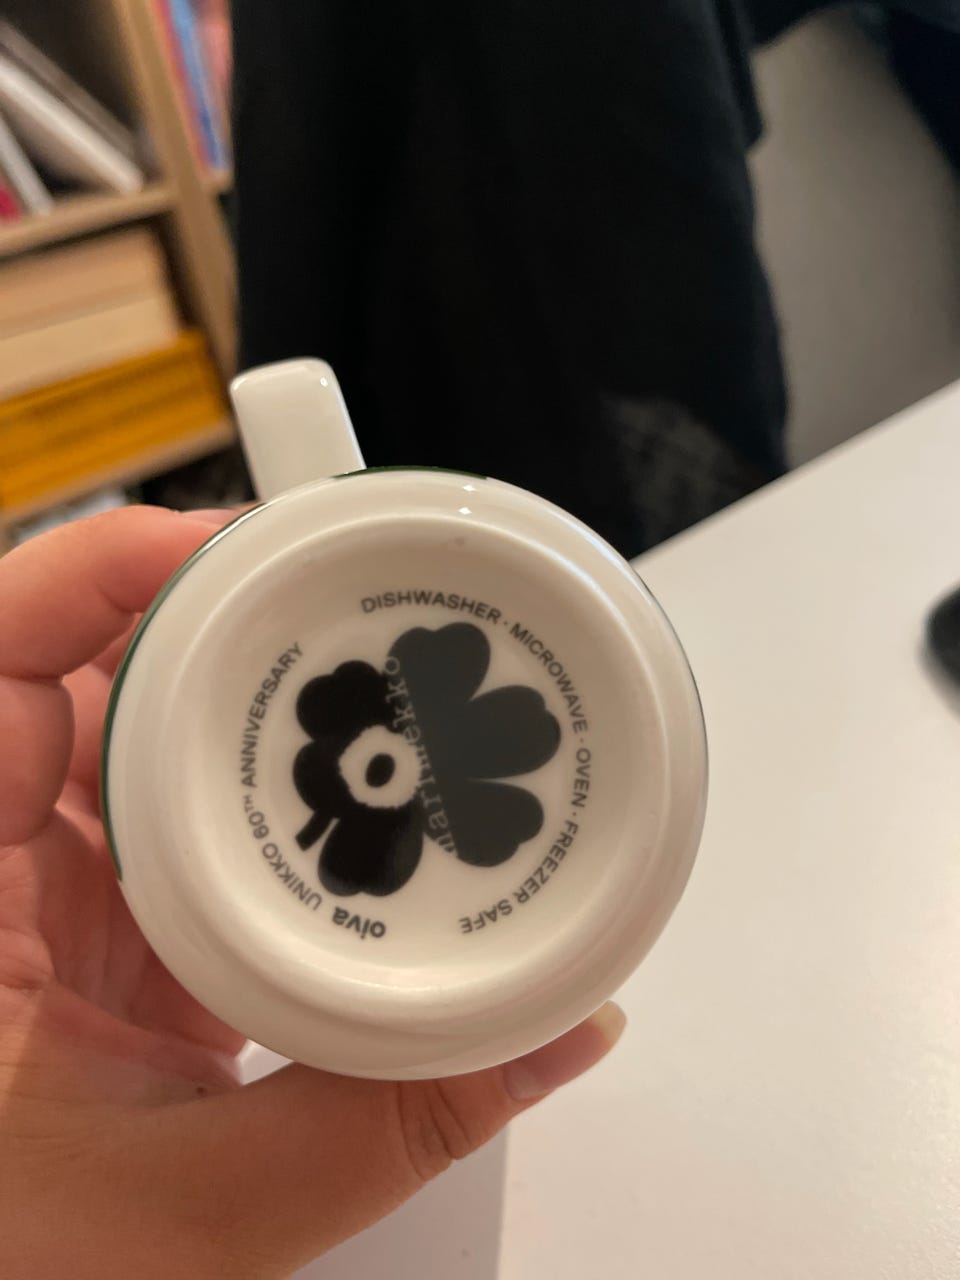 oiva UNIKKO 60TH ANNIVERSARY
DISHWASHER · MICROWAVE · OVEN · FREEZER SAFE
marimekko